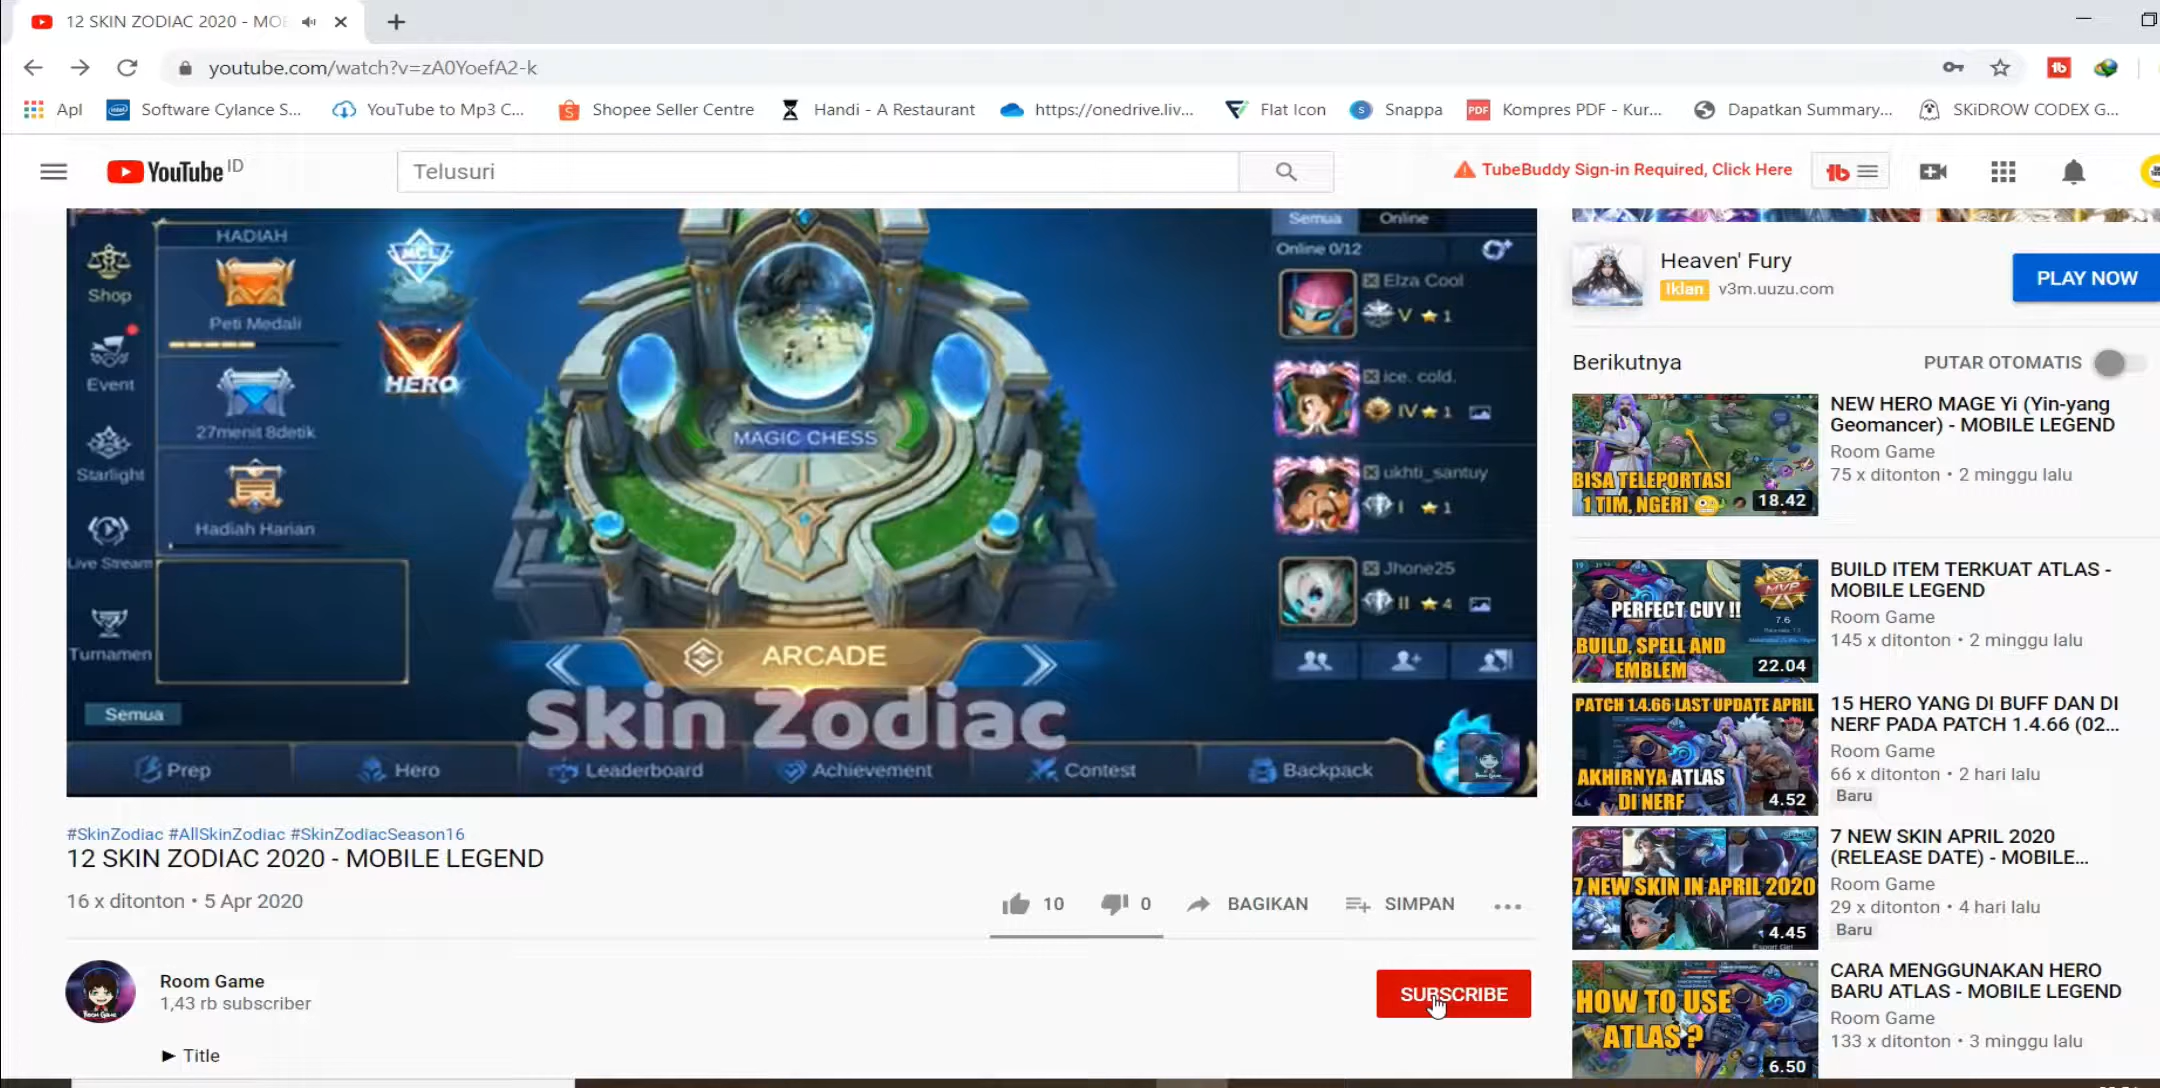 12 SKIN ZODIAC 2020 - MO
youtube.com/watch?v=zA0YoefA2-k
Apl
Software Cylance S...
YouTube to Mp3 C...
Shopee Seller Centre
Handi - A Restaurant
https://onedrive.liv...
Flat Icon
Snappa
Kompres PDF - Kur...
Dapatkan Summary...
SKiDROW CODEX G...
YouTube ID
Telusuri
TubeBuddy Sign-in Required, Click Here
HADIAH
Shop
Peti Medali
Event
27menit 8detik
Starlight
Hadiah Harian
Live Stream
Turnamen
Semua
MCL
HERO
MAGIC CHESS
ARCADE
Skin Zodiac
Semua
Online
Online 0/12
Elza Cool
V 1
ice. cold.
IV 1
ukhti_santuy
I 1
Jhone25
II 4
Prep
Hero
Leaderboard
Achievement
Contest
Backpack
#SkinZodiac #AllSkinZodiac #SkinZodiacSeason16
12 SKIN ZODIAC 2020 - MOBILE LEGEND
16 x ditonton • 5 Apr 2020
10
0
BAGIKAN
SIMPAN
Room Game
1,43 rb subscriber
SUBSCRIBE
► Title
Heaven' Fury
Iklan v3m.uuzu.com
PLAY NOW
Berikutnya
PUTAR OTOMATIS
BISA TELEPORTASI
1 TIM, NGERI
18.42
NEW HERO MAGE Yi (Yin-yang
Geomancer) - MOBILE LEGEND
Room Game
75 x ditonton • 2 minggu lalu
PERFECT CUY !!
BUILD, SPELL AND
EMBLEM
MVP
7.6
22.04
BUILD ITEM TERKUAT ATLAS -
MOBILE LEGEND
Room Game
145 x ditonton • 2 minggu lalu
PATCH 1.4.66 LAST UPDATE APRIL
AKHIRNYA ATLAS
DI NERF
4.52
15 HERO YANG DI BUFF DAN DI
NERF PADA PATCH 1.4.66 (02...
Room Game
66 x ditonton • 2 hari lalu
Baru
7 NEW SKIN IN APRIL 2020
4.45
7 NEW SKIN APRIL 2020
(RELEASE DATE) - MOBILE...
Room Game
29 x ditonton • 4 hari lalu
Baru
HOW TO USE
ATLAS ?
6.50
CARA MENGGUNAKAN HERO
BARU ATLAS - MOBILE LEGEND
Room Game
133 x ditonton • 3 minggu lalu